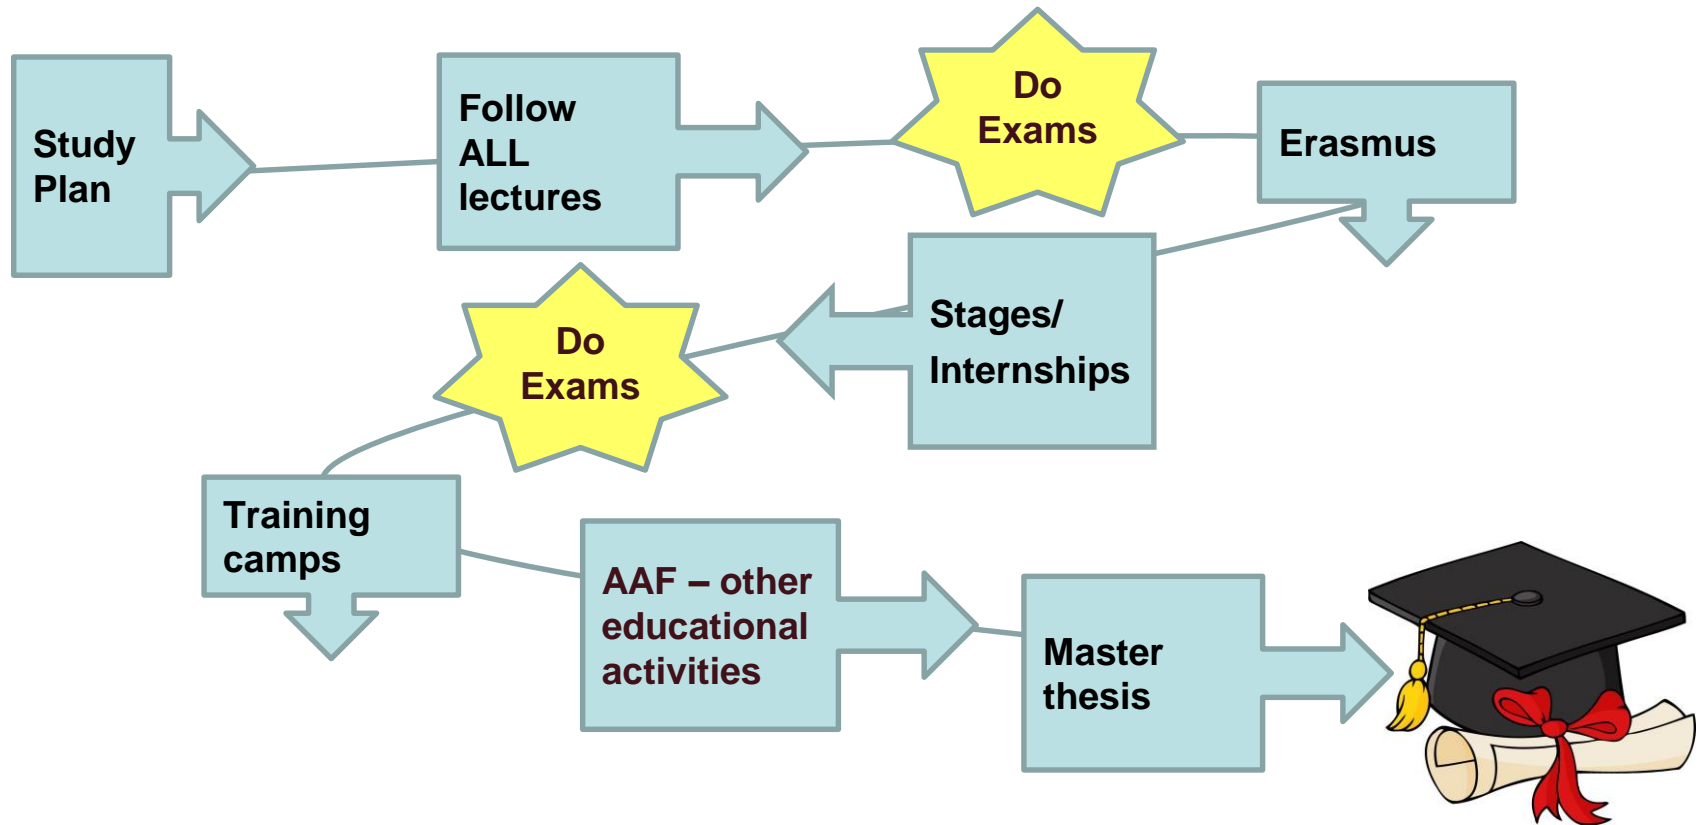 Study
Plan
Follow
ALL
lectures
Do
Exams
Erasmus
Stages/
Internships
Do
Exams
Training
camps
AAF – other
educational
activities
Master
thesis